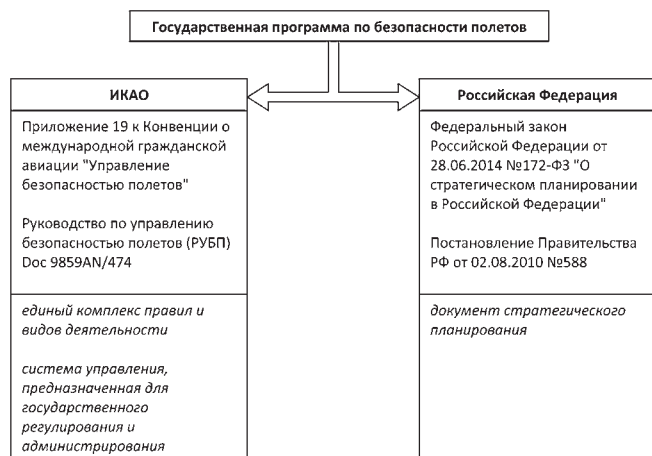 Государственная программа по безопасности полетов
ИКАО
Приложение 19 к Конвенции о
международной гражданской
авиации "Управление
безопасностью полетов"
Руководство по управлению
безопасностью полетов (РУБП)
Doc 9859AN/474
единый комплекс правил и
видов деятельности
система управления,
предназначенная для
государственного
регулирования и
администрирования
Российская Федерация
Федеральный закон
Российской Федерации от
28.06.2014 №172-ФЗ "О
стратегическом планировании
в Российской Федерации"
Постановление Правительства
РФ от 02.08.2010 №588
документ стратегического
планирования